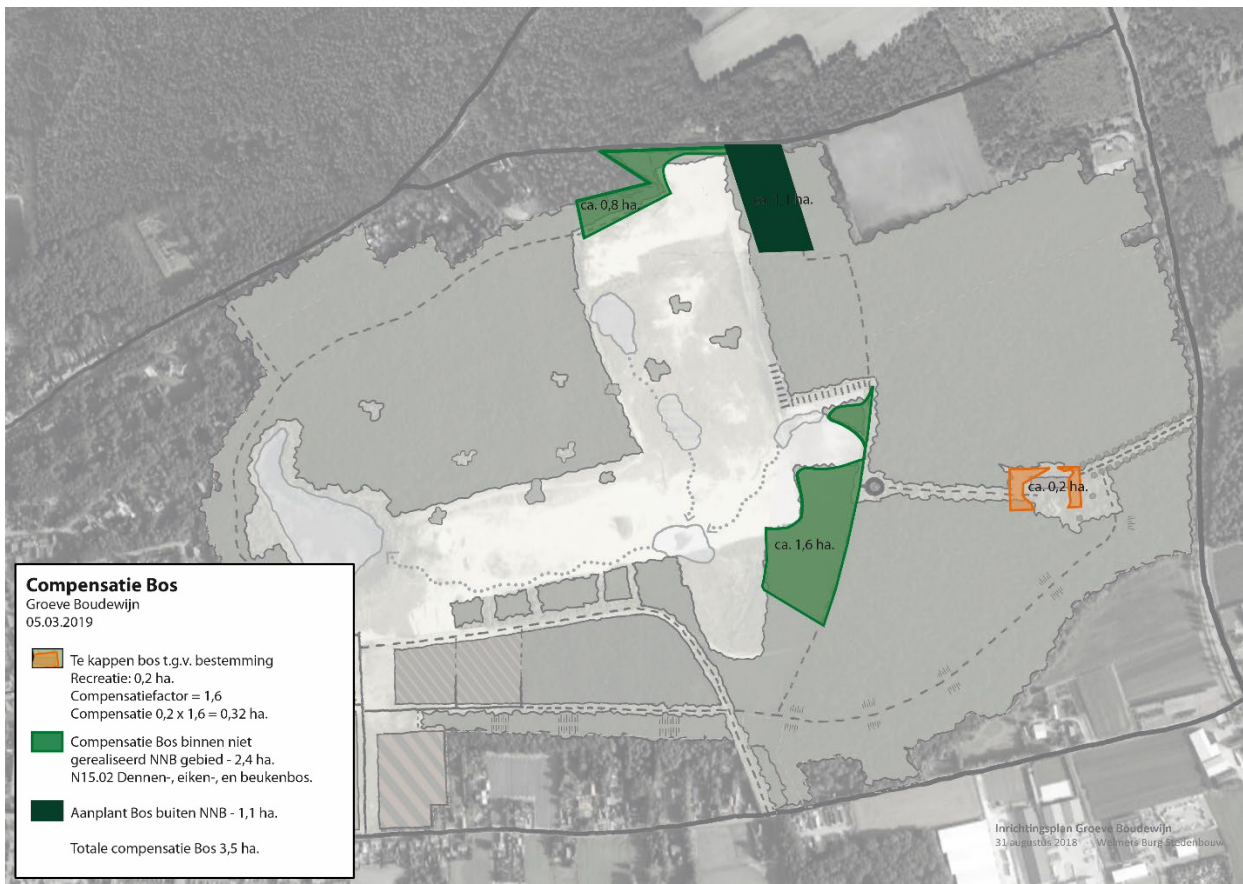 ca. 0,8 ha.
ca. 1,1 ha.
ca. 0,2 ha.
ca. 1,6 ha.
Compensatie Bos
Groeve Boudewijn
05.03.2019
Te kappen bos t.g.v. bestemming
Recreatie: 0,2 ha.
Compensatiefactor = 1,6
Compensatie 0,2 x 1,6 = 0,32 ha.
Compensatie Bos binnen niet
gerealiseerd NNB gebied - 2,4 ha.
N15.02 Dennen-, eiken-, en beukenbos.
Aanplant Bos buiten NNB - 1,1 ha.
Totale compensatie Bos 3,5 ha.
Inrichtingsplan Groeve Boudewijn
31 augustus 2018 Welmers Burg Stedenbouw